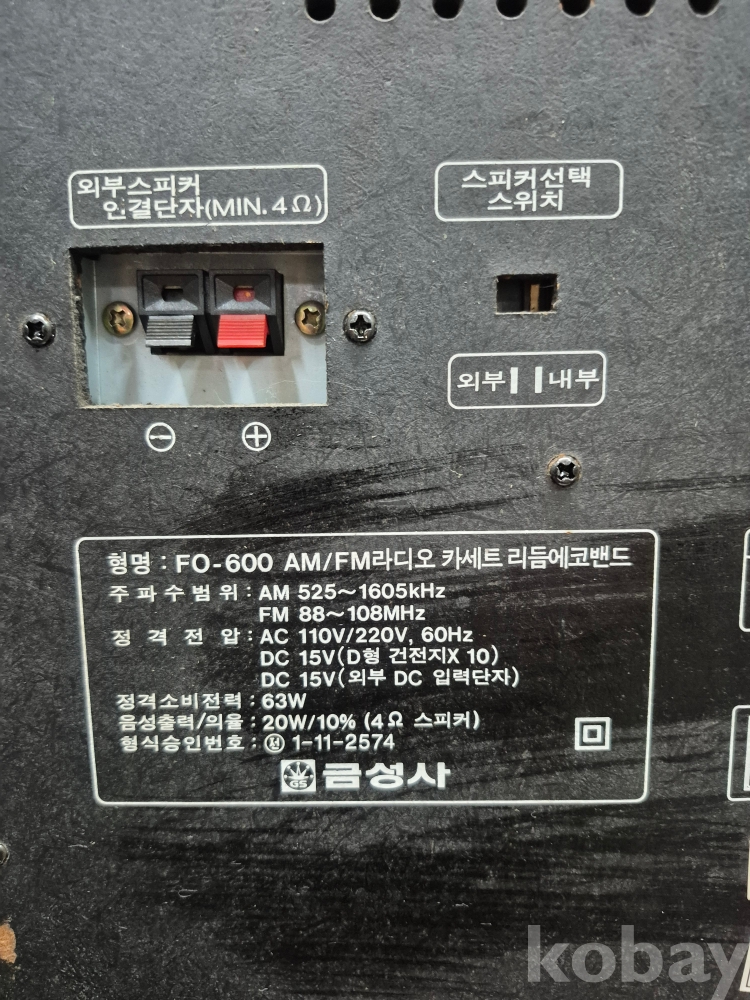 외부스피커
연결단자(MIN. 4Ω)
스피커선택
스위치
외부 내부
⊖ ⊕
형명 : FO-600 AM/FM라디오 카세트 리듬에코밴드
주파수범위 : AM 525~1605kHz
FM 88~108MHz
정격전압 : AC 110V/220V, 60Hz
DC 15V(D형 건전지X 10)
DC 15V(외부 DC 입력단자)
정격소비전력 : 63W
음성출력/의율 : 20W/10% (4Ω 스피커)
형식승인번호 : ㉠ 1-11-2574
GS 금성사
kobay